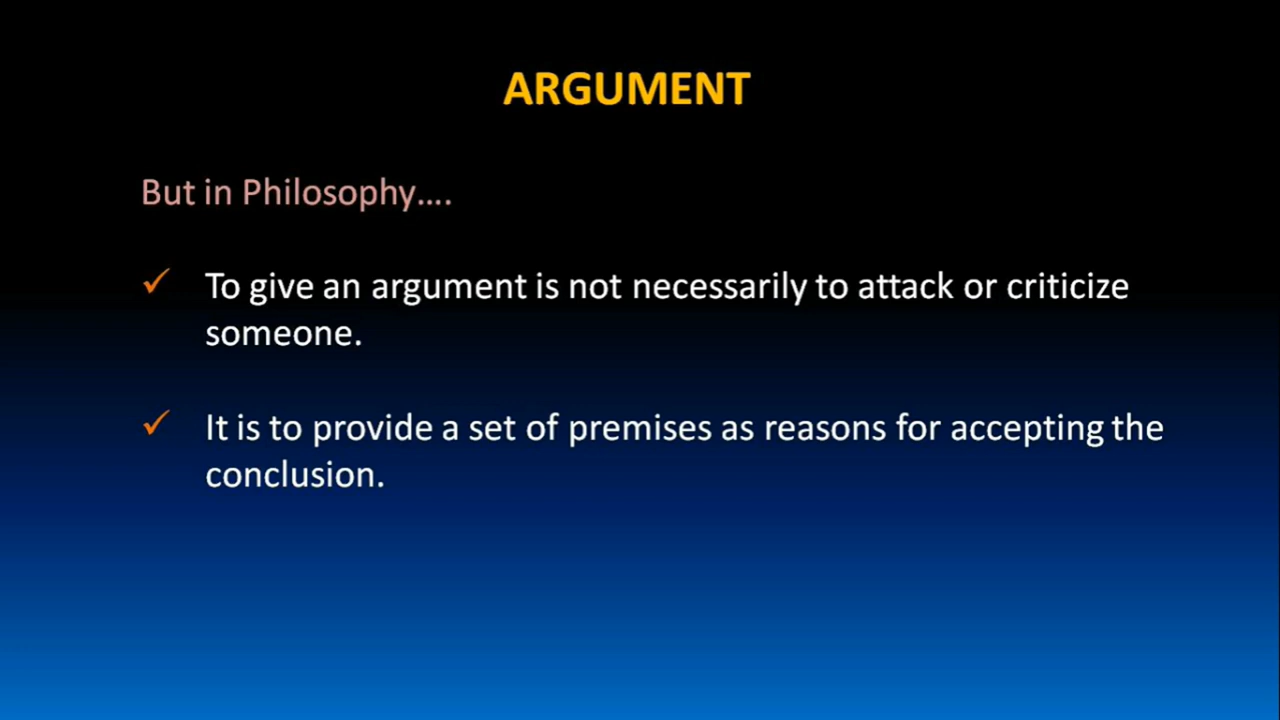 ARGUMENT
But in Philosophy....
✓ To give an argument is not necessarily to attack or criticize
someone.
✓ It is to provide a set of premises as reasons for accepting the
conclusion.